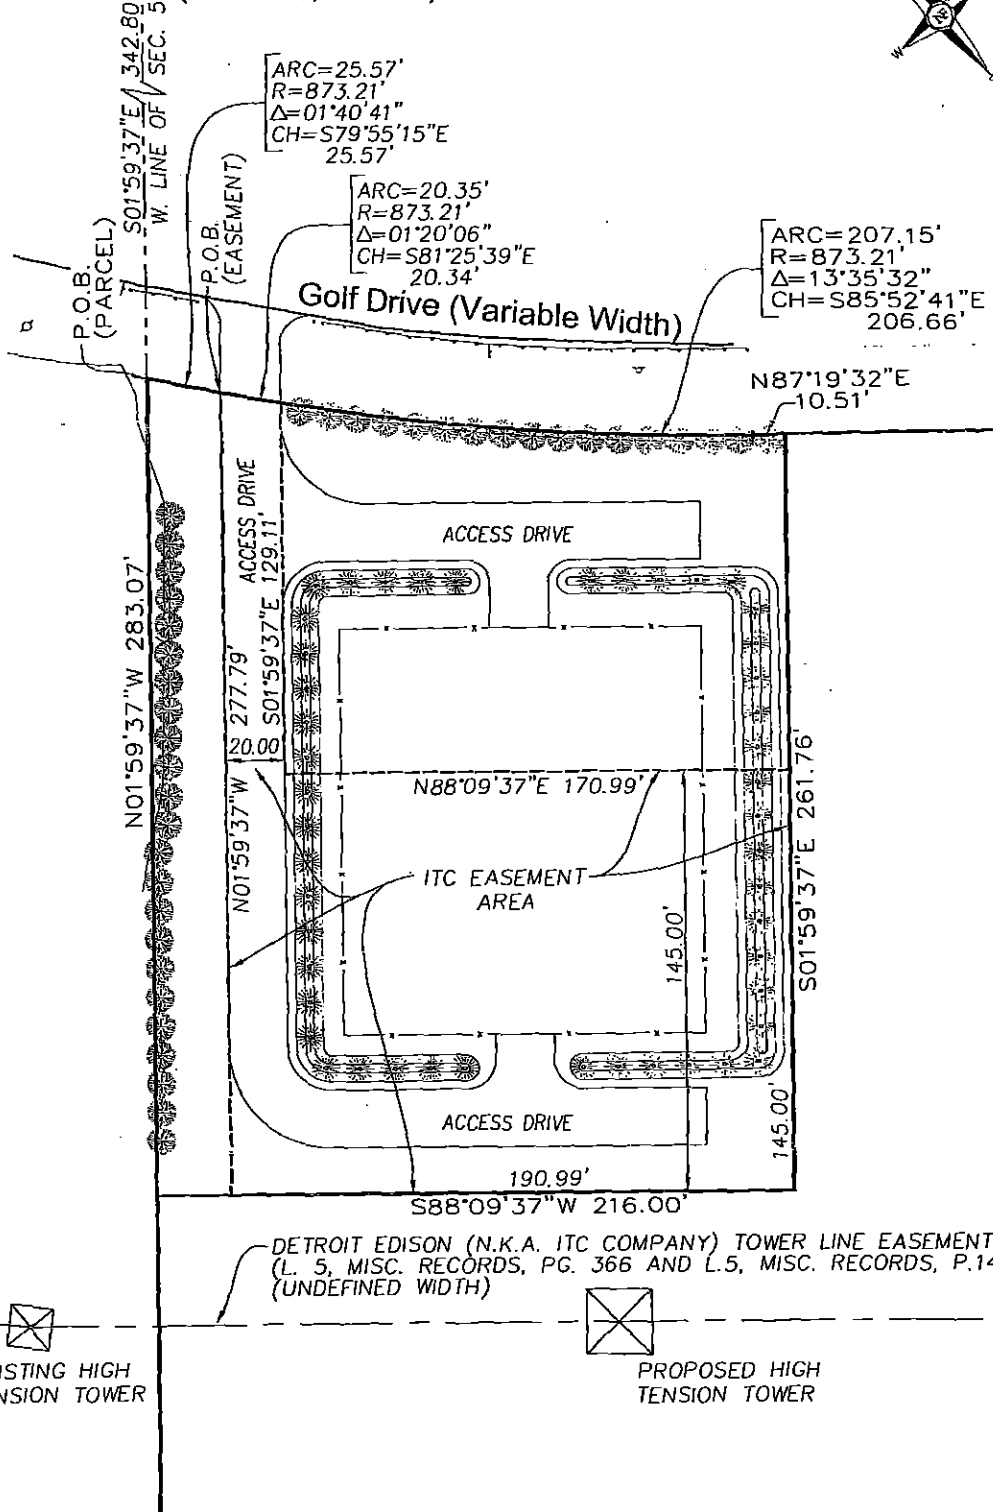 S01°59'37"E 342.80
W. LINE OF SEC. 5
W
ARC=25.57'
R=873.21'
Δ=01°40'41"
CH=S79°55'15"E
25.57'
P.O.B.
(PARCEL)
P.O.B.
(EASEMENT)
ARC=20.35'
R=873.21'
Δ=01°20'06"
CH=S81°25'39"E
20.34'
ARC=207.15'
R=873.21'
Δ=13°35'32"
CH=S85°52'41"E
206.66'
Golf Drive (Variable Width)
N87°19'32"E
10.51'
ACCESS DRIVE
S01°59'37"E 129.11'
ACCESS DRIVE
N01°59'37"W 283.07'
N01°59'37"W 277.79'
20.00
N88°09'37"E 170.99'
S01°59'37"E 261.76'
ITC EASEMENT
AREA
145.00'
145.00'
ACCESS DRIVE
190.99'
S88°09'37"W 216.00'
DETROIT EDISON (N.K.A. ITC COMPANY) TOWER LINE EASEMENT
(L. 5, MISC. RECORDS, PG. 366 AND L.5, MISC. RECORDS, P.14
(UNDEFINED WIDTH)
ISTING HIGH
NSION TOWER
PROPOSED HIGH
TENSION TOWER